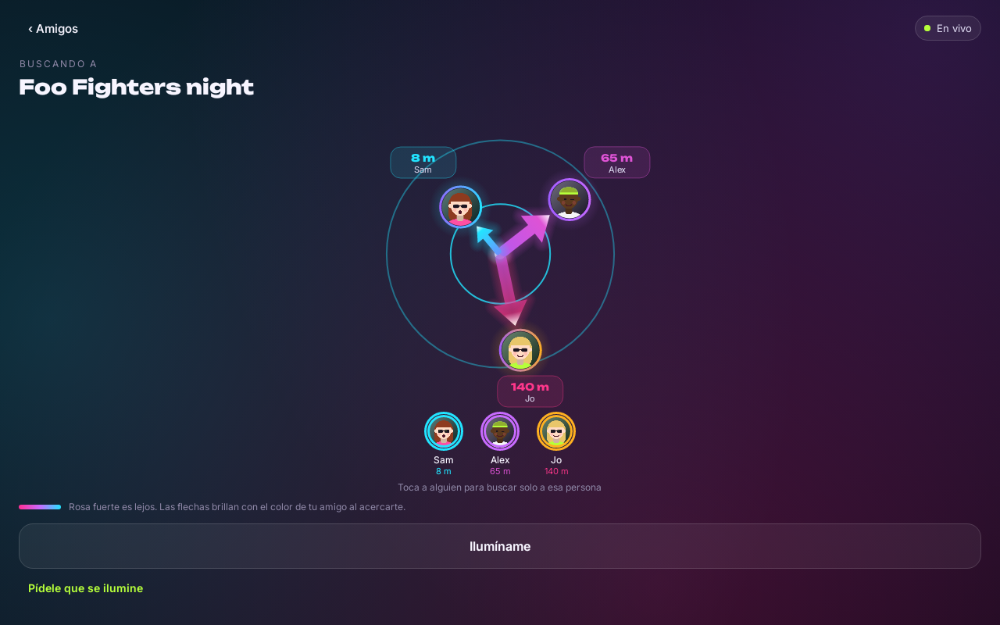 ‹ Amigos
En vivo
BUSCANDO A
Foo Fighters night
8 m
Sam
65 m
Alex
140 m
Jo
Sam
8 m
Alex
65 m
Jo
140 m
Toca a alguien para buscar solo a esa persona
Rosa fuerte es lejos. Las flechas brillan con el color de tu amigo al acercarte.
Ilumíname
Pídele que se ilumine